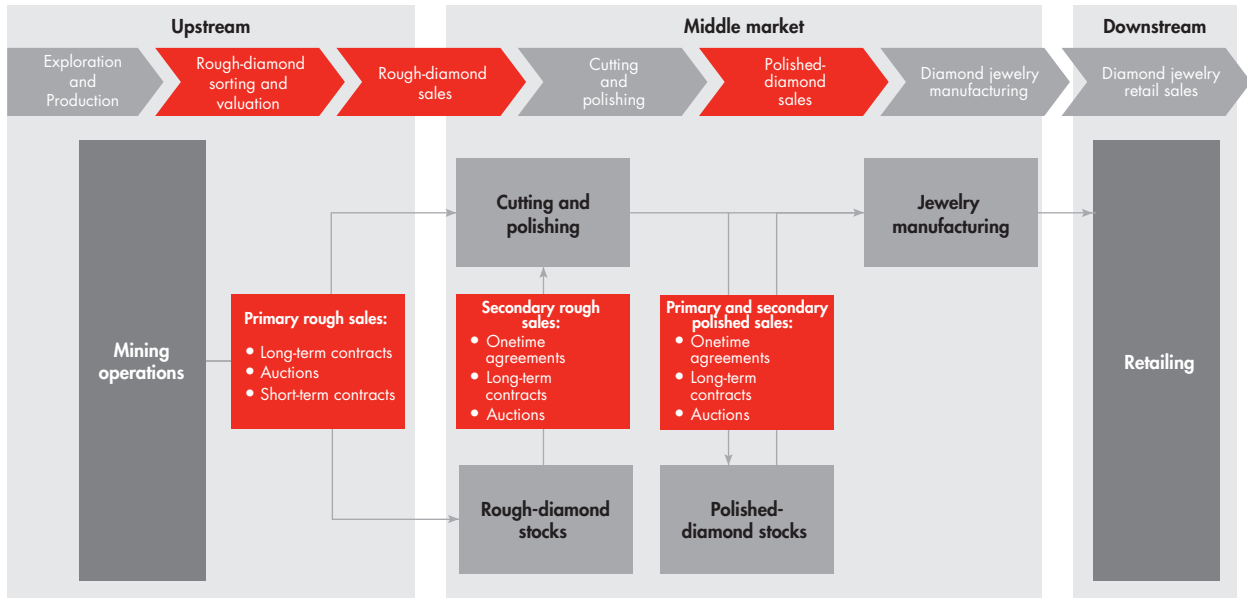 Upstream
Middle market
Downstream
Exploration
and
Production
Rough-diamond
sorting and
valuation
Rough-diamond
sales
Cutting
and
polishing
Polished-
diamond
sales
Diamond jewelry
manufacturing
Diamond jewelry
retail sales
Mining
operations
Primary rough sales:
• Long-term contracts
• Auctions
• Short-term contracts
Cutting and
polishing
Secondary rough
sales:
• Onetime
agreements
• Long-term
contracts
• Auctions
Rough-diamond
stocks
Primary and secondary
polished sales:
• Onetime
agreements
• Long-term
contracts
• Auctions
Polished-
diamond stocks
Jewelry
manufacturing
Retailing